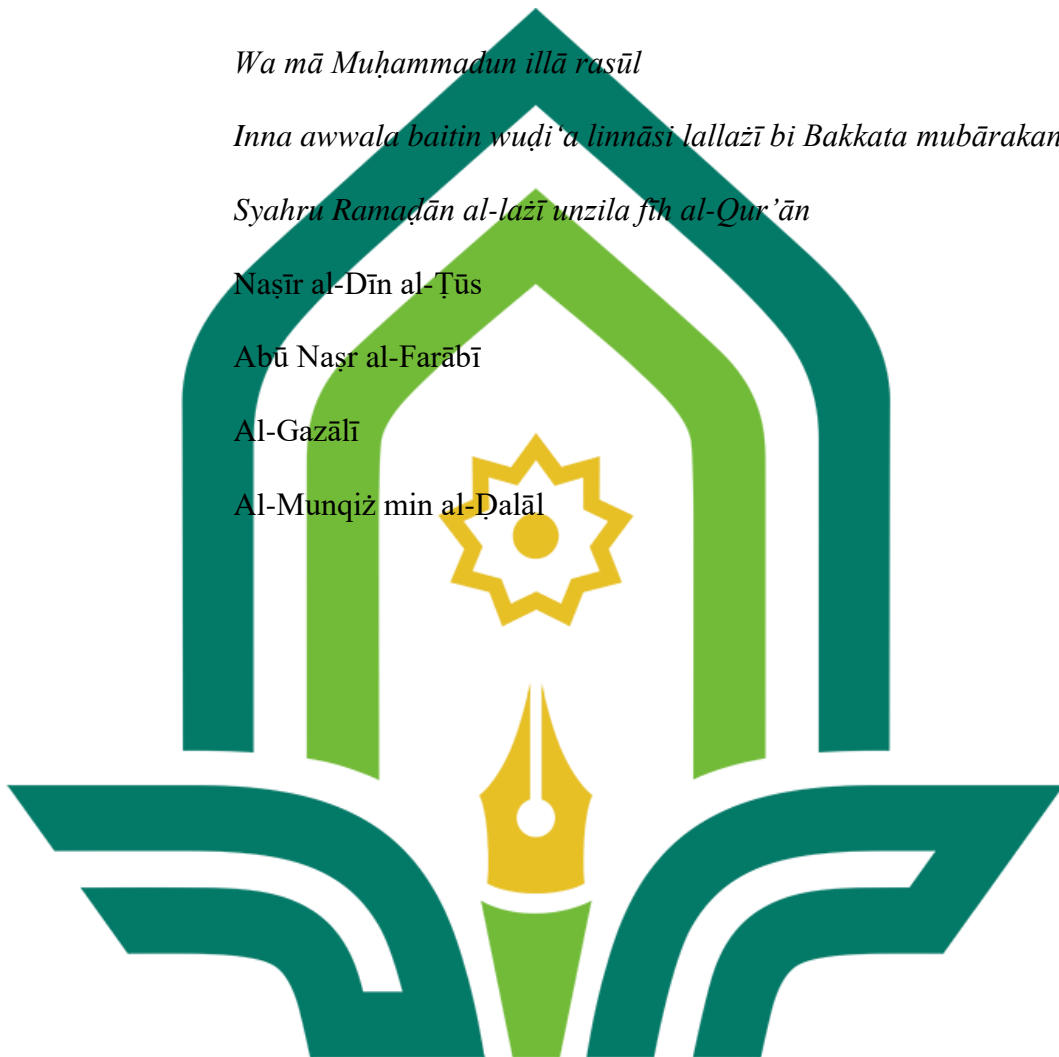 Wa mā Muḥammadun illā rasūl
Inna awwala baitin wuḍi‘a linnāsi lallażī bi Bakkata mubārakan
Syahru Ramaḍān al-lażī unzila fīh al-Qur’ān
Naṣīr al-Dīn al-Ṭūs
Abū Naṣr al-Farābī
Al-Gazālī
Al-Munqiż min al-Ḍalāl